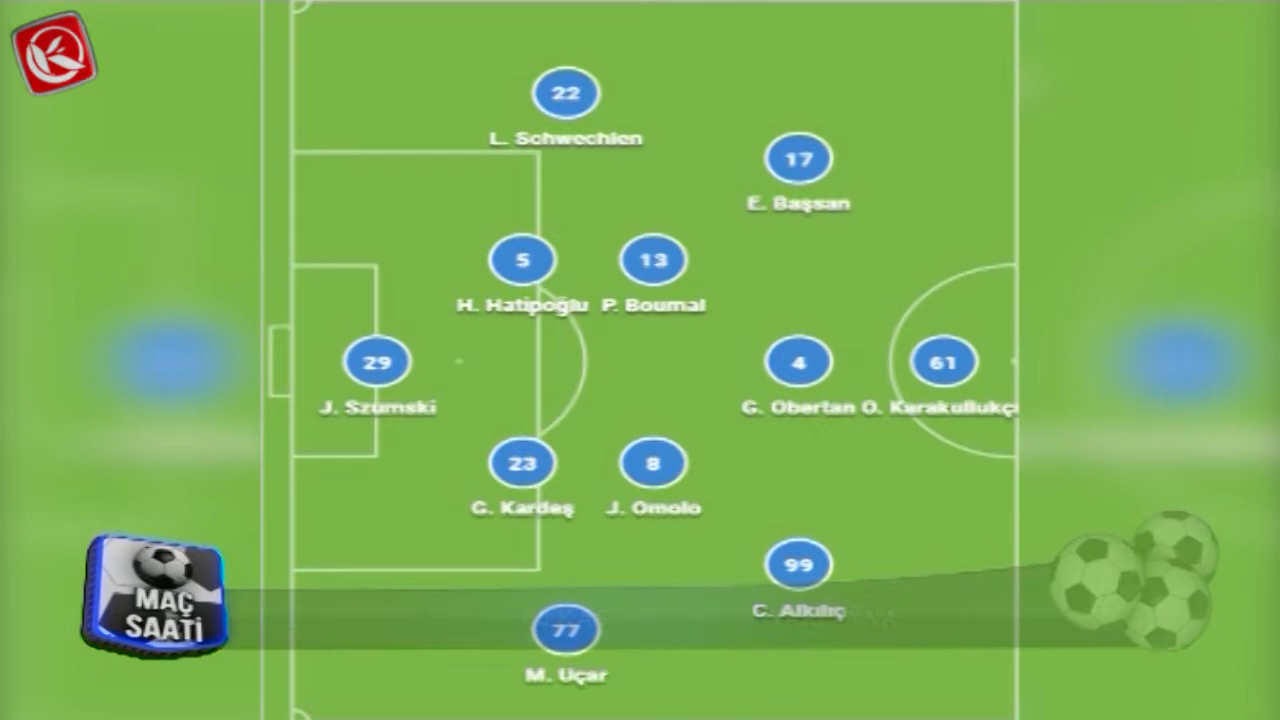 22
L. Schwechlen
17
E. Başsan
5
H. Hatipoğlu
13
P. Boumal
29
J. Szumski
4
G. Obertan
61
O. Karakullukç
23
G. Kardeş
8
J. Omolo
99
C. Alkılıç
77
M. Uçar
MAÇ
SAATİ